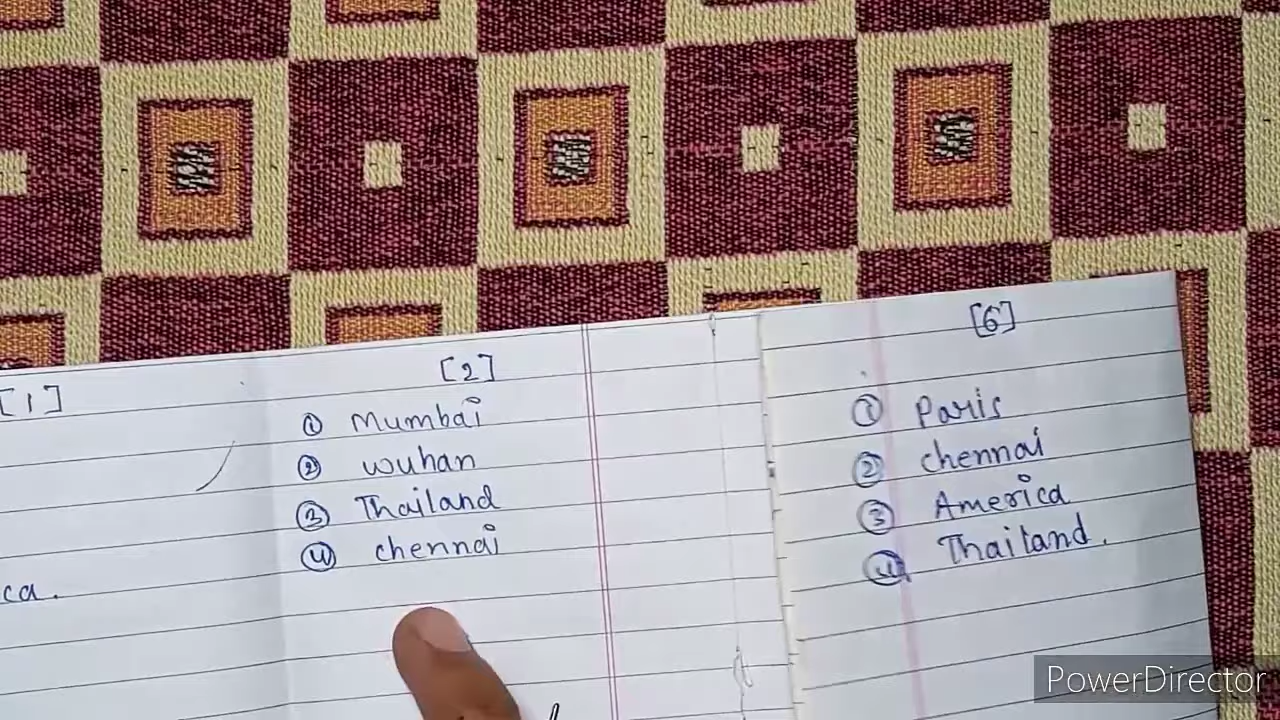 [1]
ca.
[2]
① Mumbai
② wuhan
③ Thailand
④ chennai
[6]
① Paris
② chennai
③ America
④ Thailand.
PowerDirector